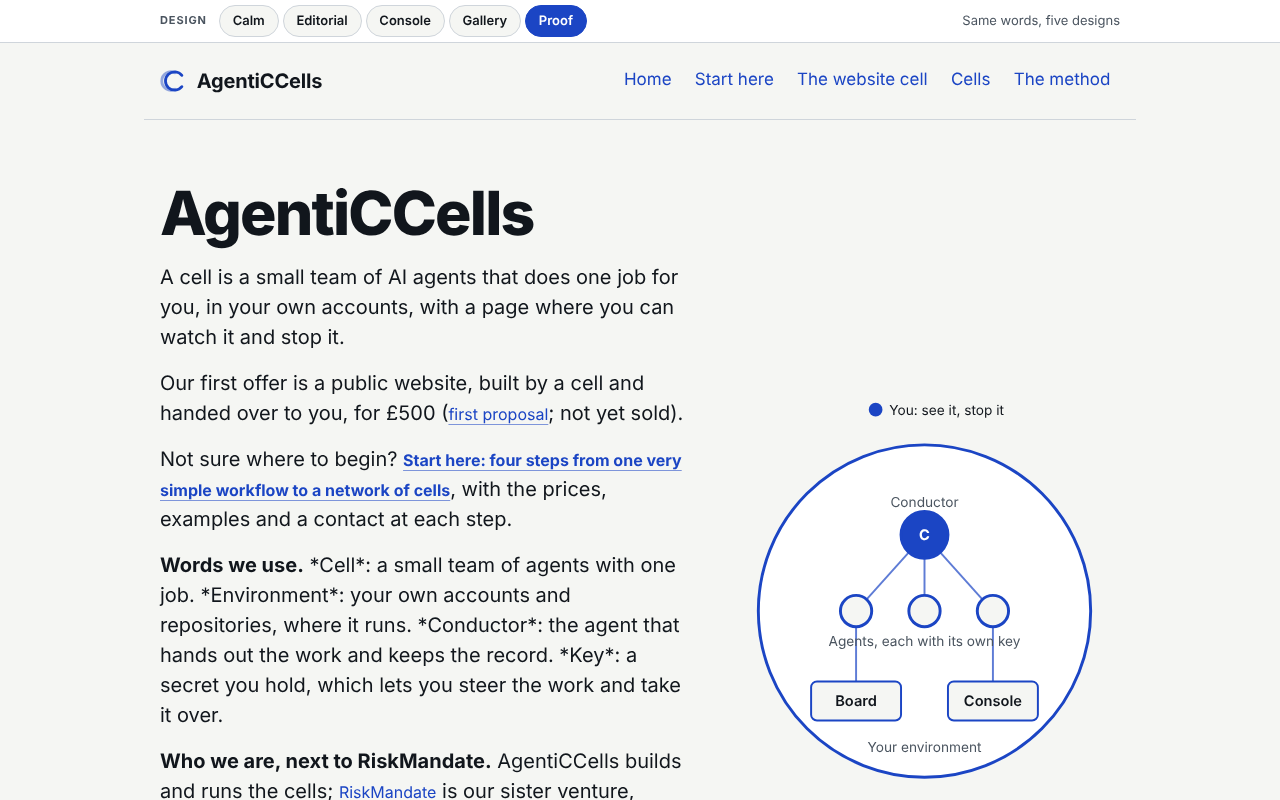 DESIGN Calm Editorial Console Gallery Proof Same words, five designs
AgentiCCells Home Start here The website cell Cells The method
AgentiCCells
A cell is a small team of AI agents that does one job for
you, in your own accounts, with a page where you can
watch it and stop it.
Our first offer is a public website, built by a cell and
handed over to you, for £500 (first proposal; not yet sold).
Not sure where to begin? Start here: four steps from one very
simple workflow to a network of cells, with the prices,
examples and a contact at each step.
Words we use. *Cell*: a small team of agents with one
job. *Environment*: your own accounts and
repositories, where it runs. *Conductor*: the agent that
hands out the work and keeps the record. *Key*: a
secret you hold, which lets you steer the work and take
it over.
Who we are, next to RiskMandate. AgentiCCells builds
and runs the cells; RiskMandate is our sister venture,
You: see it, stop it
Conductor
C
Agents, each with its own key
Board Console
Your environment